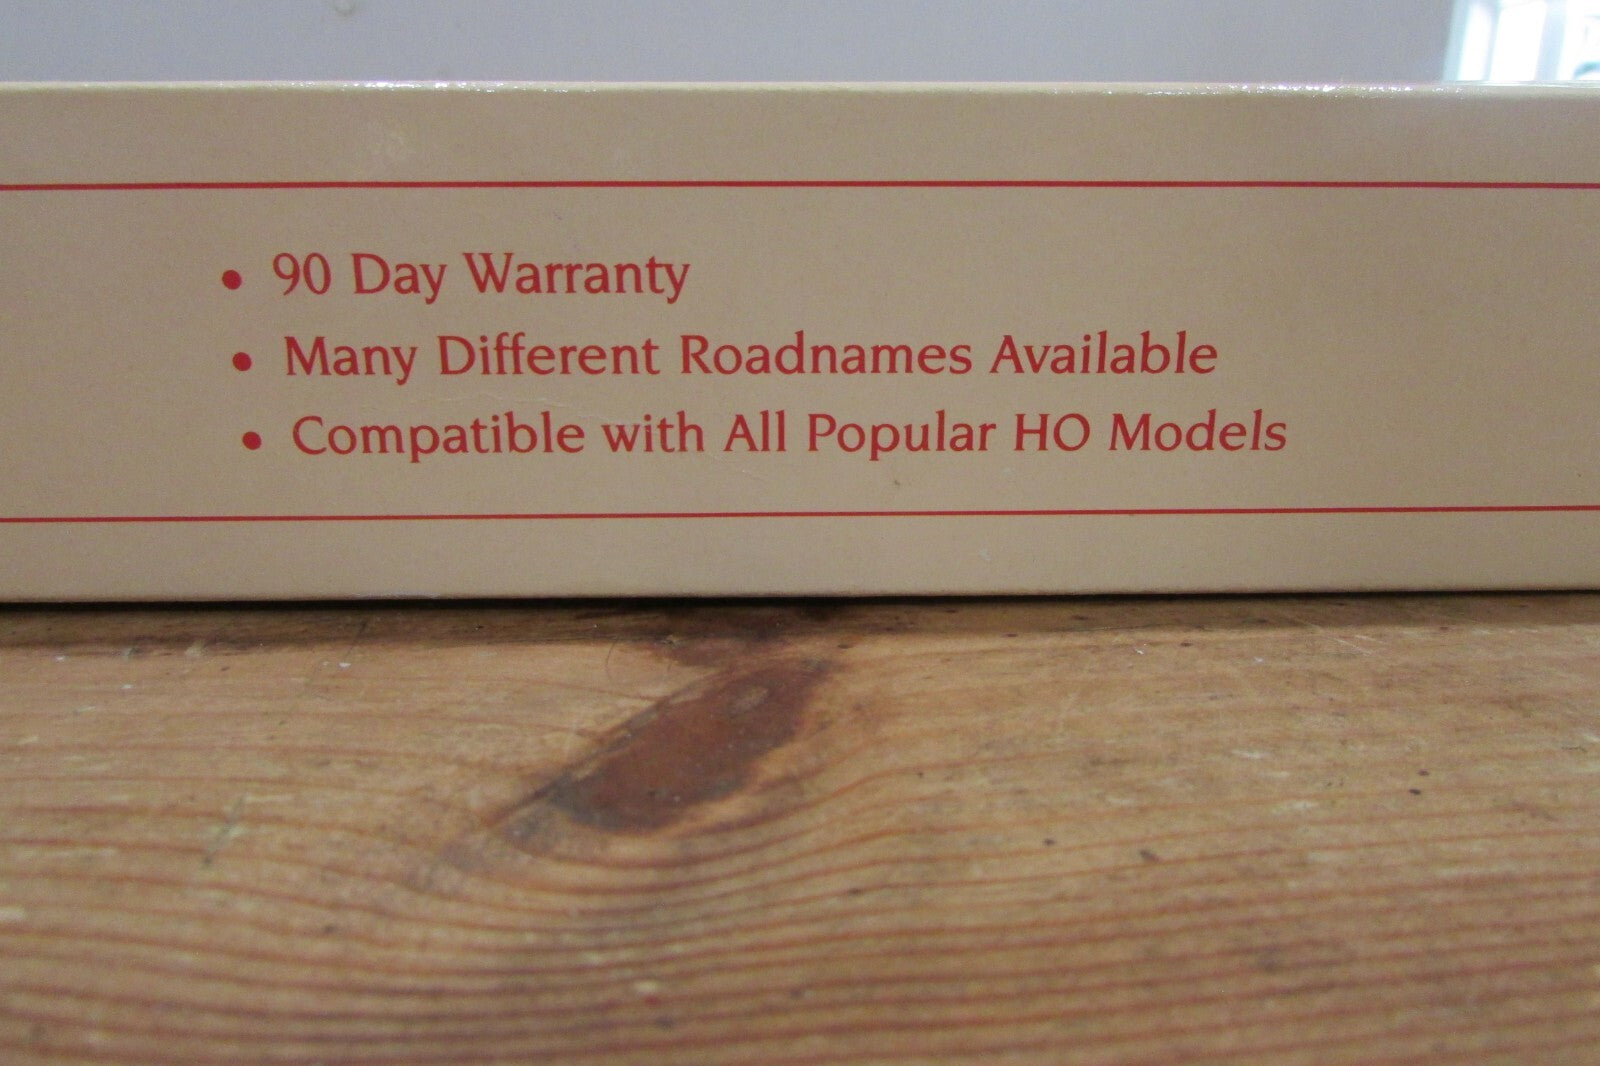 • 90 Day Warranty
• Many Different Roadnames Available
• Compatible with All Popular HO Models